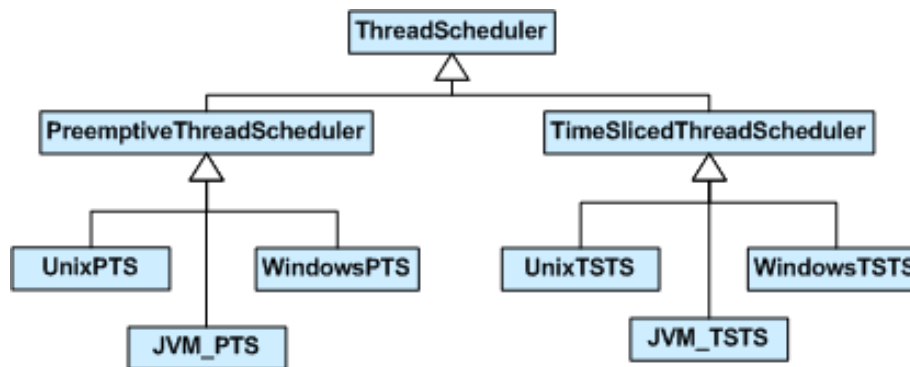 ThreadScheduler
PreemptiveThreadScheduler
TimeSlicedThreadScheduler
UnixPTS
WindowsPTS
UnixTSTS
WindowsTSTS
JVM_PTS
JVM_TSTS